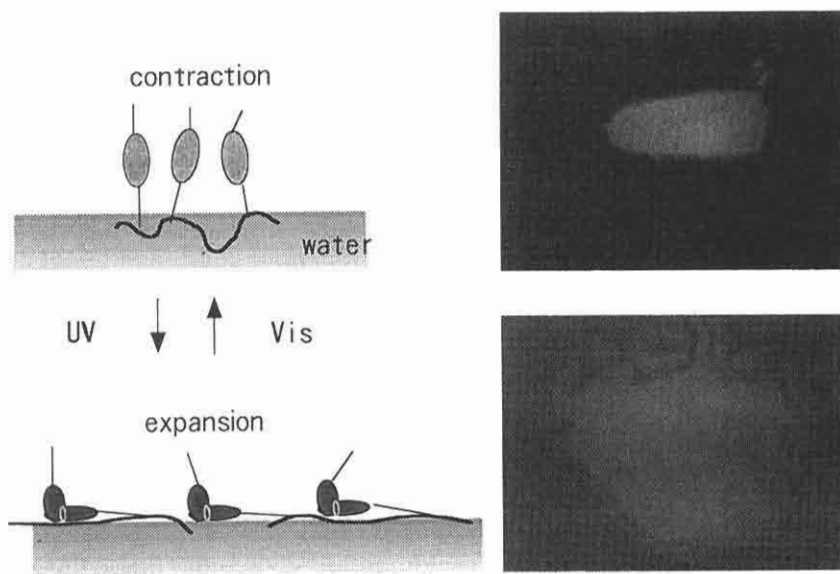 contraction
water
UV
Vis
expansion